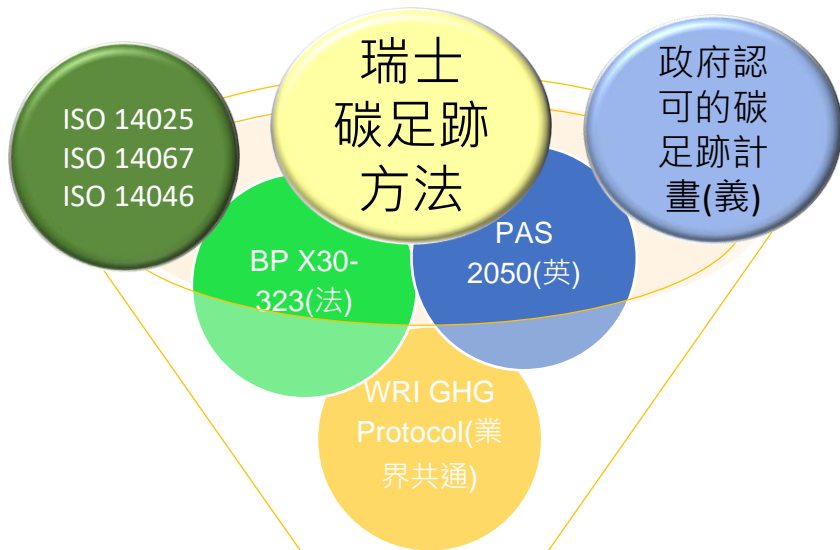 ISO 14025
ISO 14067
ISO 14046
瑞士
碳足跡
方法
政府認
可的碳
足跡計
畫(義)
BP X30-
323(法)
PAS
2050(英)
WRI GHG
Protocol(業
界共通)